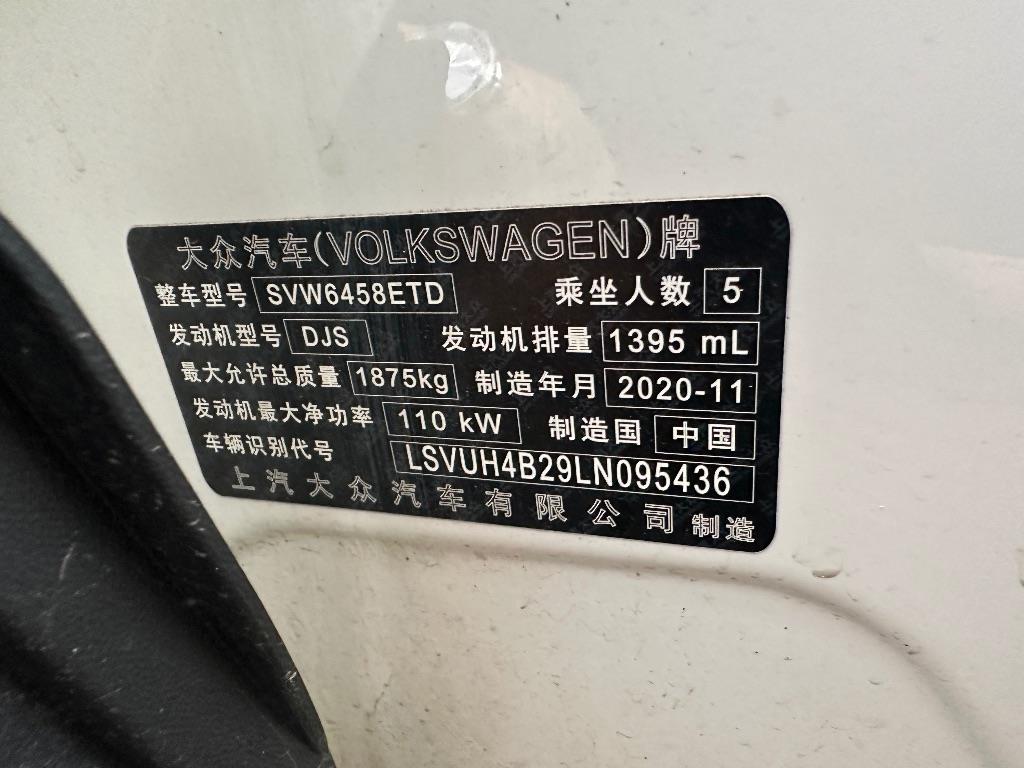 大众汽车(VOLKSWAGEN)牌
整车型号 SVW6458ETD 乘坐人数 5
发动机型号 DJS 发动机排量 1395 mL
最大允许总质量 1875kg 制造年月 2020-11
发动机最大净功率 110 kW 制造国 中国
车辆识别代号 LSVUH4B29LN095436
上汽大众汽车有限公司 制造